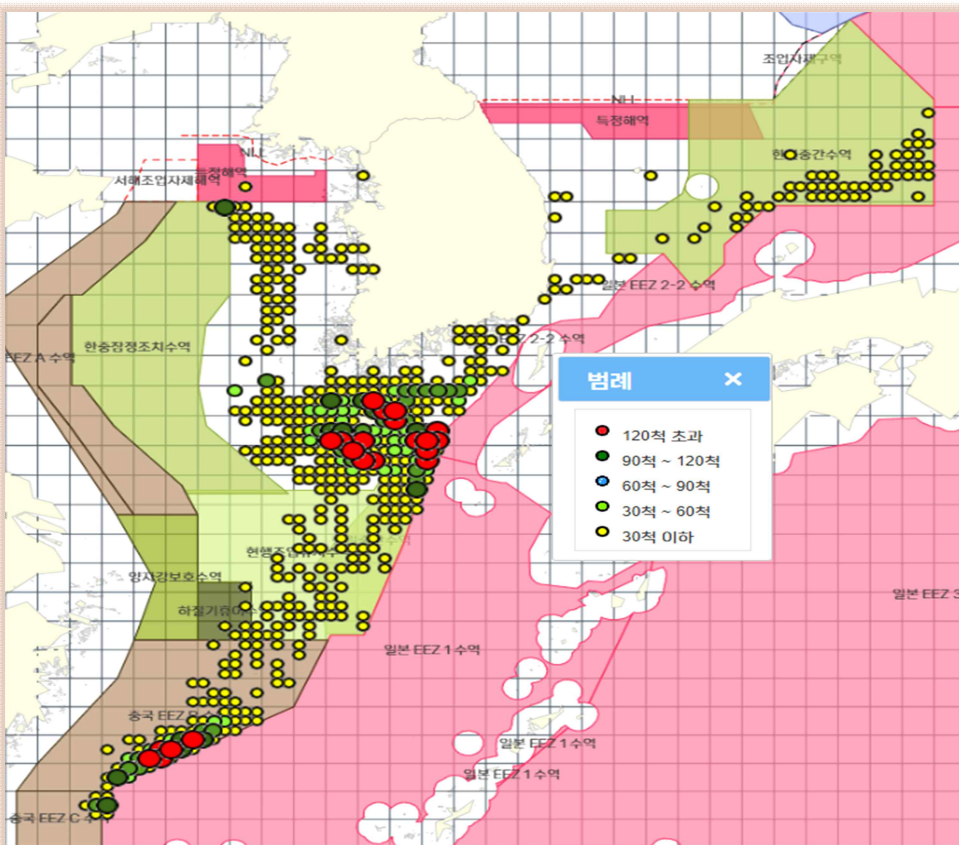 조업자제구역
NLL
특정해역
한일중간수역
NLL
특정해역
서해조업자제해역
일본 EEZ 2-2 수역
EEZ 2-2 수역
한중잠정조치수역
EEZ A 수역
범례
120척 초과
90척 ~ 120척
60척 ~ 90척
30척 ~ 60척
30척 이하
현행조업유지수
양자강보호수역
하질기휴어수
일본 EEZ 3
일본 EEZ 1 수역
중국 EEZ B 수역
일본 EEZ 1 수역
일본 EEZ 1 수역
중국 EEZ C 수역